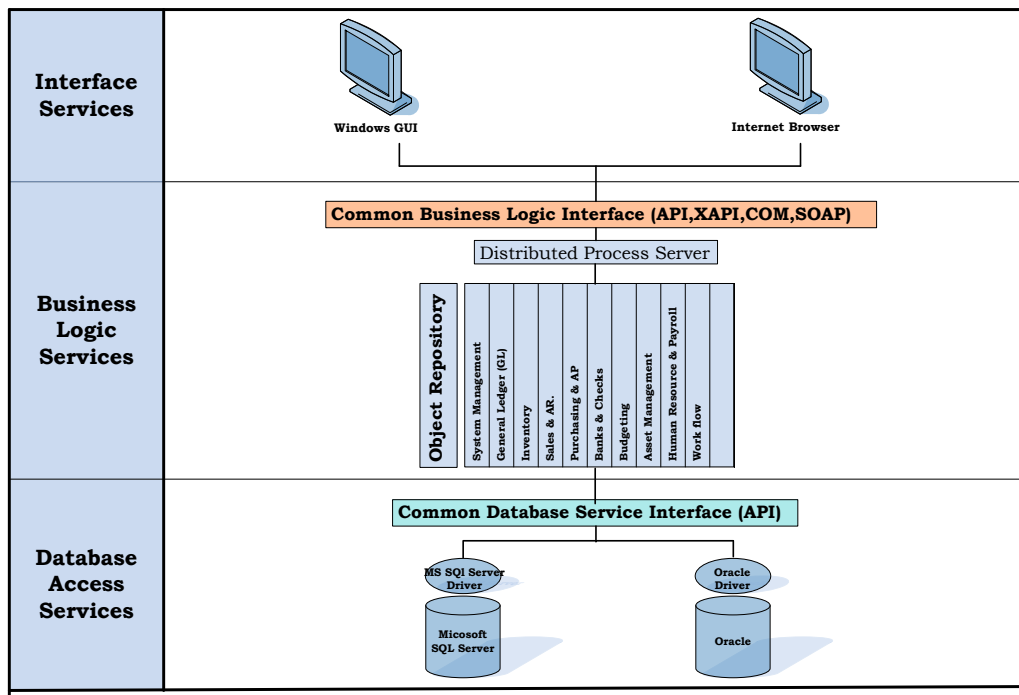 Interface
Services
Windows GUI
Internet Browser
Business
Logic
Services
Common Business Logic Interface (API,XAPI,COM,SOAP)
Distributed Process Server
Object Repository
System Management
General Ledger (GL)
Inventory
Sales & AR.
Purchasing & AP
Banks & Checks
Budgeting
Asset Management
Human Resource & Payroll
Work flow
Database
Access
Services
Common Database Service Interface (API)
MS SQl Server
Driver
Oracle
Driver
Micosoft
SQL Server
Oracle